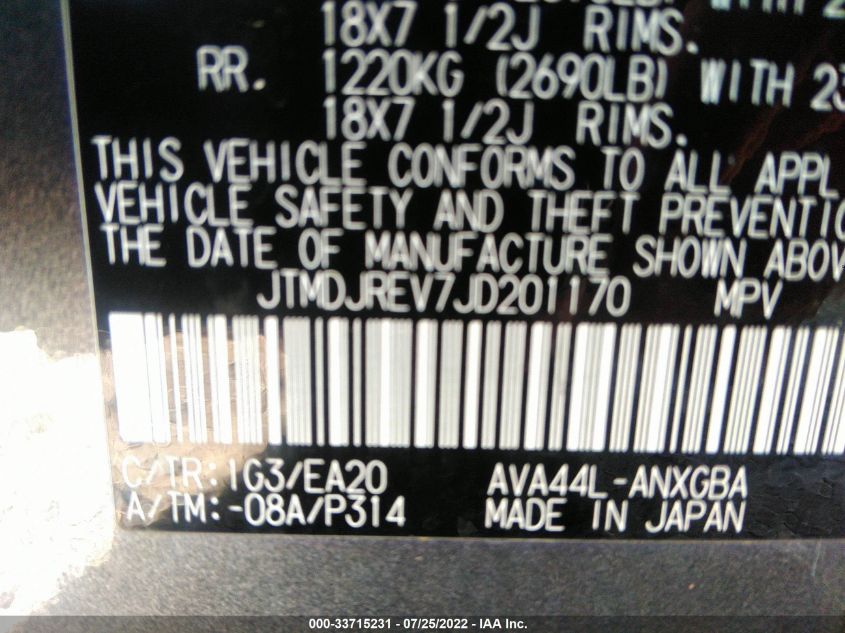 18X7 1/2J RIMS.
RR. 1220KG (2690LB) WITH 23
18X7 1/2J RIMS.
THIS VEHICLE CONFORMS TO ALL APPL
VEHICLE SAFETY AND THEFT PREVENTIO
THE DATE OF MANUFACTURE SHOWN ABOV
JTMDJREV7JD201170 MPV
C/TR: 1G3/EA20 AVA44L-ANXGBA
A/TM:-08A/P314 MADE IN JAPAN
000-33715231 - 07/25/2022 - IAA Inc.